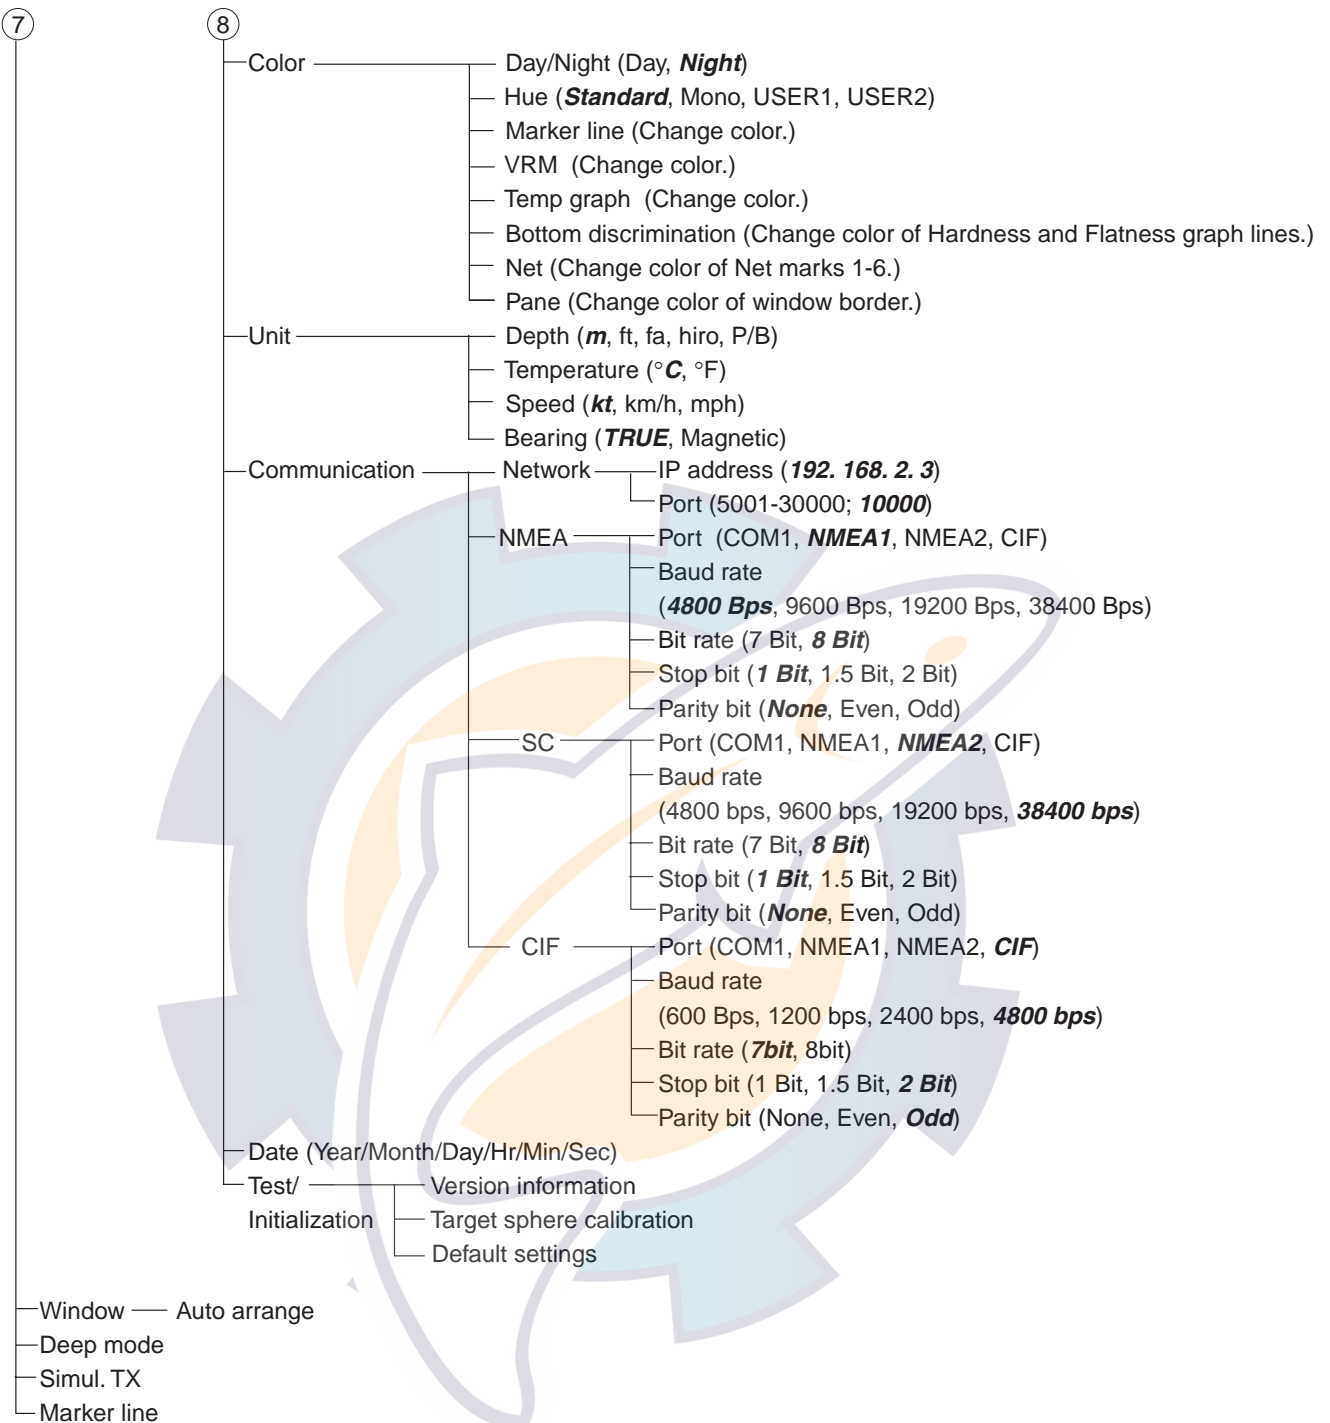 7 8
Color Day/Night (Day, Night)
Hue (Standard, Mono, USER1, USER2)
Marker line (Change color.)
VRM (Change color.)
Temp graph (Change color.)
Bottom discrimination (Change color of Hardness and Flatness graph lines.)
Net (Change color of Net marks 1-6.)
Pane (Change color of window border.)
Unit Depth (m, ft, fa, hiro, P/B)
Temperature (°C, °F)
Speed (kt, km/h, mph)
Bearing (TRUE, Magnetic)
Communication Network IP address (192. 168. 2. 3)
Port (5001-30000; 10000)
NMEA Port (COM1, NMEA1, NMEA2, CIF)
Baud rate
(4800 Bps, 9600 Bps, 19200 Bps, 38400 Bps)
Bit rate (7 Bit, 8 Bit)
Stop bit (1 Bit, 1.5 Bit, 2 Bit)
Parity bit (None, Even, Odd)
SC Port (COM1, NMEA1, NMEA2, CIF)
Baud rate
(4800 bps, 9600 bps, 19200 bps, 38400 bps)
Bit rate (7 Bit, 8 Bit)
Stop bit (1 Bit, 1.5 Bit, 2 Bit)
Parity bit (None, Even, Odd)
CIF Port (COM1, NMEA1, NMEA2, CIF)
Baud rate
(600 Bps, 1200 bps, 2400 bps, 4800 bps)
Bit rate (7bit, 8bit)
Stop bit (1 Bit, 1.5 Bit, 2 Bit)
Parity bit (None, Even, Odd)
Date (Year/Month/Day/Hr/Min/Sec)
Test/ Version information
Initialization Target sphere calibration
Default settings
Window Auto arrange
Deep mode
Simul. TX
Marker line